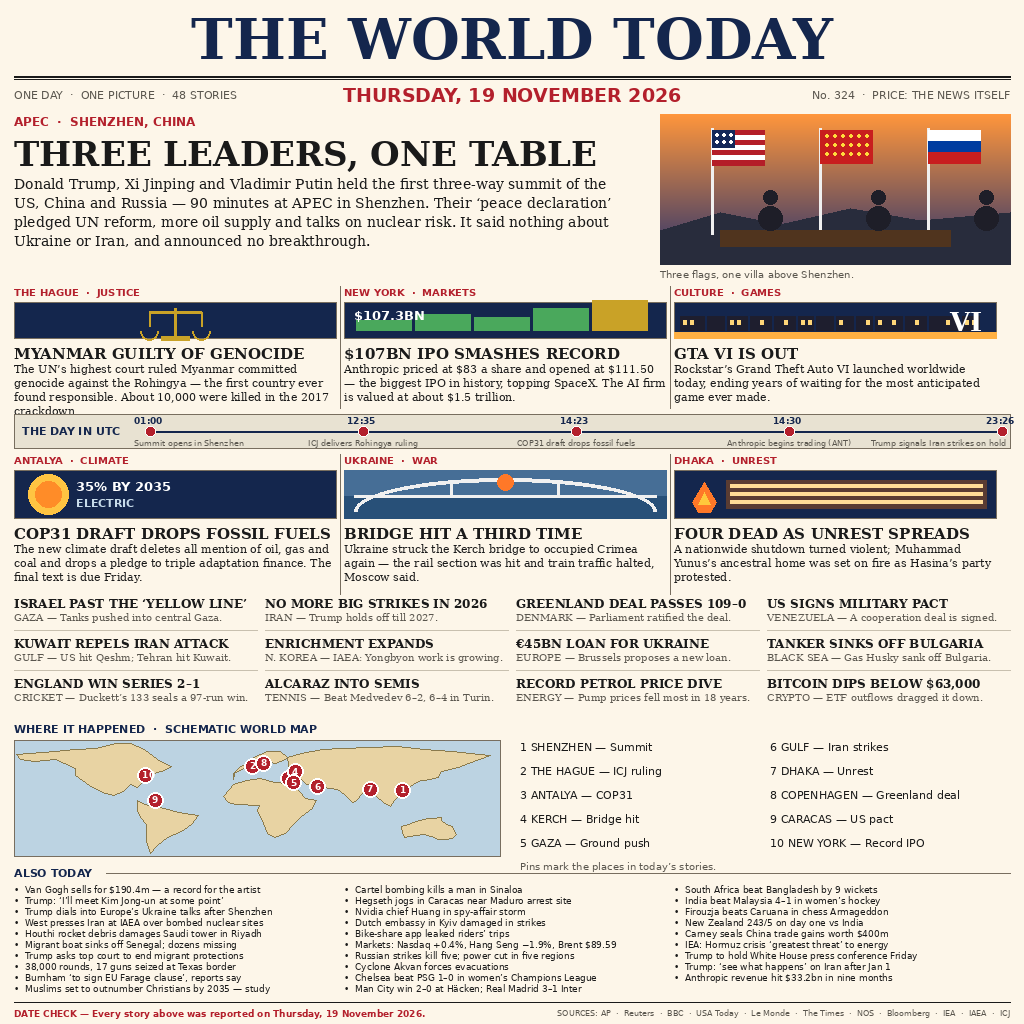 THE WORLD TODAY
ONE DAY · ONE PICTURE · 48 STORIES
THURSDAY, 19 NOVEMBER 2026
No. 324 · PRICE: THE NEWS ITSELF
APEC · SHENZHEN, CHINA
THREE LEADERS, ONE TABLE
Donald Trump, Xi Jinping and Vladimir Putin held the first three-way summit of the
US, China and Russia — 90 minutes at APEC in Shenzhen. Their ‘peace declaration’
pledged UN reform, more oil supply and talks on nuclear risk. It said nothing about
Ukraine or Iran, and announced no breakthrough.
Three flags, one villa above Shenzhen.
THE HAGUE · JUSTICE
MYANMAR GUILTY OF GENOCIDE
The UN’s highest court ruled Myanmar committed
genocide against the Rohingya — the first country ever
found responsible. About 10,000 were killed in the 2017
crackdown.
NEW YORK · MARKETS
$107.3BN
$107BN IPO SMASHES RECORD
Anthropic priced at $83 a share and opened at $111.50
— the biggest IPO in history, topping SpaceX. The AI firm
is valued at about $1.5 trillion.
CULTURE · GAMES
VI
GTA VI IS OUT
Rockstar’s Grand Theft Auto VI launched worldwide
today, ending years of waiting for the most anticipated
game ever made.
THE DAY IN UTC
01:00
Summit opens in Shenzhen
12:35
ICJ delivers Rohingya ruling
14:23
COP31 draft drops fossil fuels
14:30
Anthropic begins trading (ANT)
23:26
Trump signals Iran strikes on hold
ANTALYA · CLIMATE
35% BY 2035
ELECTRIC
COP31 DRAFT DROPS FOSSIL FUELS
The new climate draft deletes all mention of oil, gas and
coal and drops a pledge to triple adaptation finance. The
final text is due Friday.
UKRAINE · WAR
BRIDGE HIT A THIRD TIME
Ukraine struck the Kerch bridge to occupied Crimea
again — the rail section was hit and train traffic halted,
Moscow said.
DHAKA · UNREST
FOUR DEAD AS UNREST SPREADS
A nationwide shutdown turned violent; Muhammad
Yunus’s ancestral home was set on fire as Hasina’s party
protested.
ISRAEL PAST THE ‘YELLOW LINE’
GAZA — Tanks pushed into central Gaza.
NO MORE BIG STRIKES IN 2026
IRAN — Trump holds off till 2027.
GREENLAND DEAL PASSES 109–0
DENMARK — Parliament ratified the deal.
US SIGNS MILITARY PACT
VENEZUELA — A cooperation deal is signed.
KUWAIT REPELS IRAN ATTACK
GULF — US hit Qeshm; Tehran hit Kuwait.
ENRICHMENT EXPANDS
N. KOREA — IAEA: Yongbyon work is growing.
€45BN LOAN FOR UKRAINE
EUROPE — Brussels proposes a new loan.
TANKER SINKS OFF BULGARIA
BLACK SEA — Gas Husky sank off Bulgaria.
ENGLAND WIN SERIES 2–1
CRICKET — Duckett’s 133 seals a 97-run win.
ALCARAZ INTO SEMIS
TENNIS — Beat Medvedev 6–2, 6–4 in Turin.
RECORD PETROL PRICE DIVE
ENERGY — Pump prices fell most in 18 years.
BITCOIN DIPS BELOW $63,000
CRYPTO — ETF outflows dragged it down.
WHERE IT HAPPENED · SCHEMATIC WORLD MAP
2
8
4
5
6
7
1
9
1 SHENZHEN — Summit
2 THE HAGUE — ICJ ruling
3 ANTALYA — COP31
4 KERCH — Bridge hit
5 GAZA — Ground push
6 GULF — Iran strikes
7 DHAKA — Unrest
8 COPENHAGEN — Greenland deal
9 CARACAS — US pact
10 NEW YORK — Record IPO
Pins mark the places in today’s stories.
ALSO TODAY
• Van Gogh sells for $190.4m — a record for the artist
• Trump: ‘I’ll meet Kim Jong-un at some point’
• Trump dials into Europe’s Ukraine talks after Shenzhen
• West presses Iran at IAEA over bombed nuclear sites
• Houthi rocket debris damages Saudi tower in Riyadh
• Migrant boat sinks off Senegal; dozens missing
• Trump asks top court to end migrant protections
• 38,000 rounds, 17 guns seized at Texas border
• Burnham ‘to sign EU Farage clause’, reports say
• Muslims set to outnumber Christians by 2035 — study
• Cartel bombing kills a man in Sinaloa
• Hegseth jogs in Caracas near Maduro arrest site
• Nvidia chief Huang in spy-affair storm
• Dutch embassy in Kyiv damaged in strikes
• Bike-share app leaked riders’ trips
• Markets: Nasdaq +0.4%, Hang Seng −1.9%, Brent $89.59
• Russian strikes kill five; power cut in five regions
• Cyclone Akvan forces evacuations
• Chelsea beat PSG 1–0 in women’s Champions League
• Man City win 2–0 at Häcken; Real Madrid 3–1 Inter
• South Africa beat Bangladesh by 9 wickets
• India beat Malaysia 4–1 in women’s hockey
• Firouzja beats Caruana in chess Armageddon
• New Zealand 243/5 on day one vs India
• Carney seals China trade gains worth $400m
• IEA: Hormuz crisis ‘greatest threat’ to energy
• Trump to hold White House press conference Friday
• Trump: ‘see what happens’ on Iran after Jan 1
• Anthropic revenue hit $33.2bn in nine months
DATE CHECK — Every story above was reported on Thursday, 19 November 2026.
SOURCES: AP · Reuters · BBC · USA Today · Le Monde · The Times · NOS · Bloomberg · IEA · IAEA · ICJ